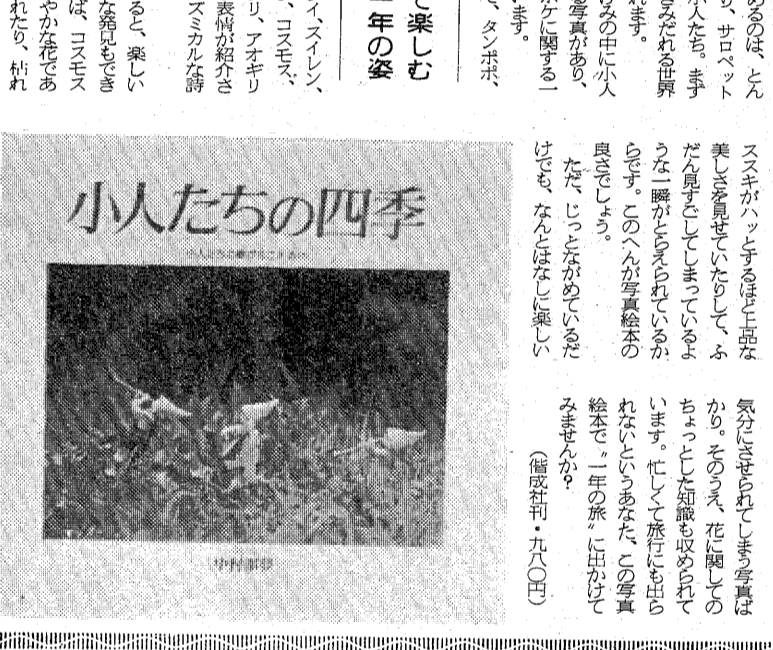 あるのは、とん
り、サロペット
小人たち。まず
きみだれる世界
れます。
げみの中に小人
る写真があり、
ケに関する一
います。
、タンポポ、
て楽しむ
一年の姿
イ、スイレン、
、コスモス、
リ、アオギリ
表情が紹介さ
ズミカルな詩
ると、楽しい
な発見もでき
ば、コスモス
やかな花であ
れたり、枯れ
ススキがハッとするほど上品な
美しさを見せていたりして、ふ
だん見すごしてしまっているよ
うな一瞬がとらえられているか
らです。このへんが写真絵本の
良さでしょう。
ただ、じっとながめているだ
けでも、なんとはなしに楽しい
気分にさせられてしまう写真ば
かり。そのうえ、花に関しての
ちょっとした知識も収められて
います。忙しくて旅行にも出ら
れないというあなた、この写真
絵本で〝一年の旅〟に出かけて
みませんか？
（偕成社刊・九八〇円）
小人たちの四季